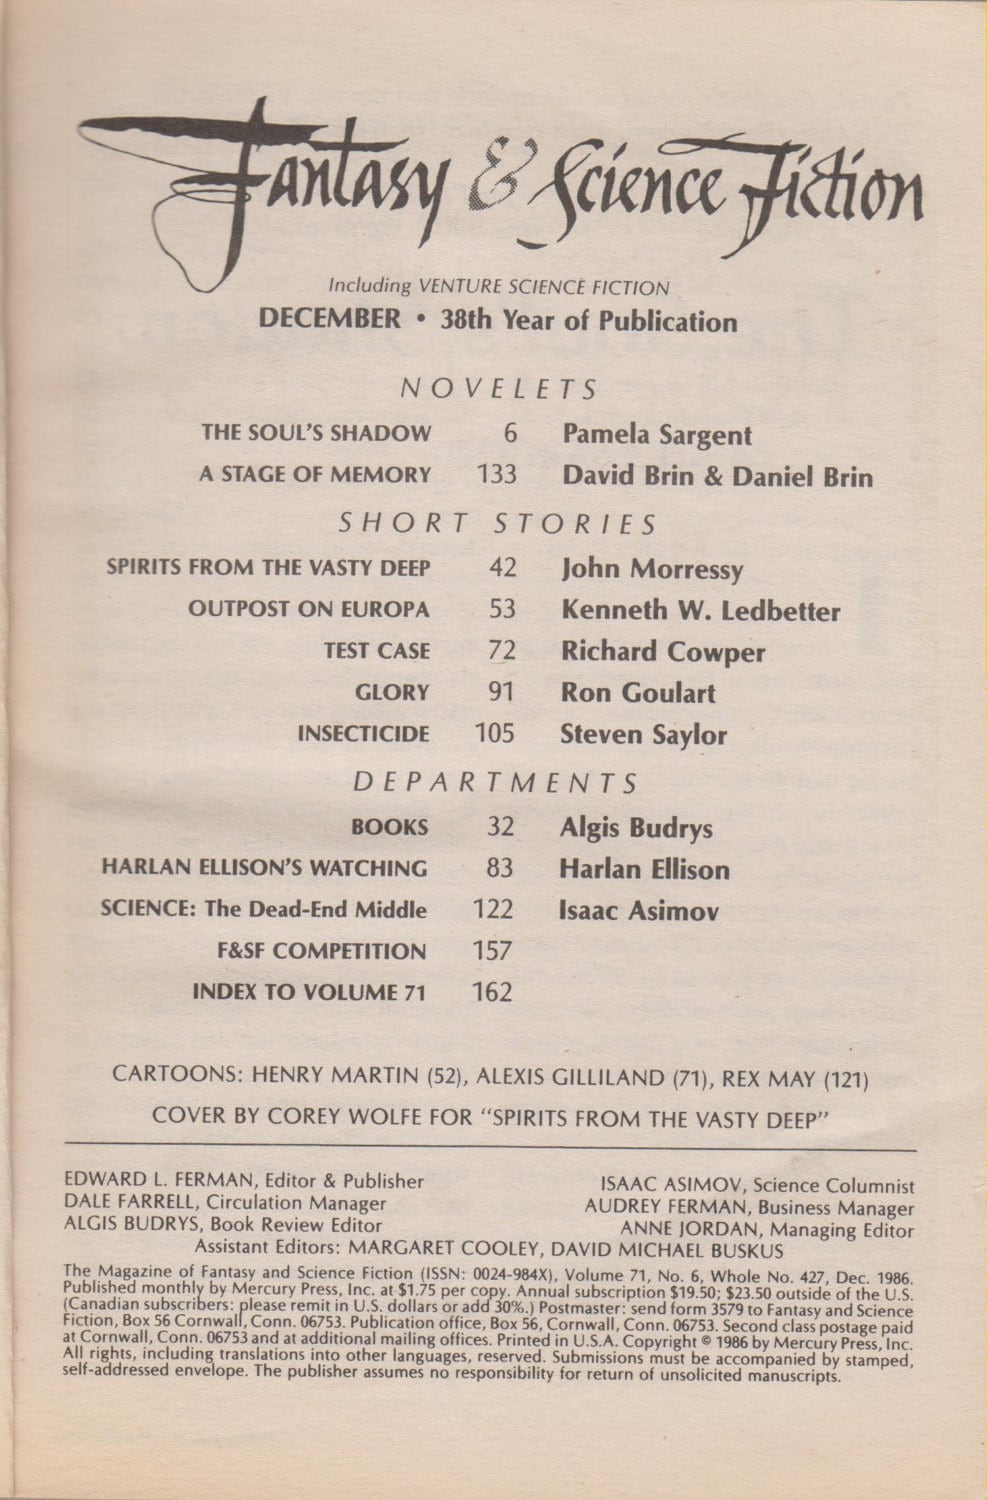 Fantasy & Science Fiction
Including VENTURE SCIENCE FICTION
DECEMBER • 38th Year of Publication
NOVELETS
THE SOUL'S SHADOW 6 Pamela Sargent
A STAGE OF MEMORY 133 David Brin & Daniel Brin
SHORT STORIES
SPIRITS FROM THE VASTY DEEP 42 John Morressy
OUTPOST ON EUROPA 53 Kenneth W. Ledbetter
TEST CASE 72 Richard Cowper
GLORY 91 Ron Goulart
INSECTICIDE 105 Steven Saylor
DEPARTMENTS
BOOKS 32 Algis Budrys
HARLAN ELLISON'S WATCHING 83 Harlan Ellison
SCIENCE: The Dead-End Middle 122 Isaac Asimov
F&SF COMPETITION 157
INDEX TO VOLUME 71 162
CARTOONS: HENRY MARTIN (52), ALEXIS GILLILAND (71), REX MAY (121)
COVER BY COREY WOLFE FOR "SPIRITS FROM THE VASTY DEEP"
EDWARD L. FERMAN, Editor & Publisher ISAAC ASIMOV, Science Columnist
DALE FARRELL, Circulation Manager AUDREY FERMAN, Business Manager
ALGIS BUDRYS, Book Review Editor ANNE JORDAN, Managing Editor
Assistant Editors: MARGARET COOLEY, DAVID MICHAEL BUSKUS
The Magazine of Fantasy and Science Fiction (ISSN: 0024-984X), Volume 71, No. 6, Whole No. 427, Dec. 1986.
Published monthly by Mercury Press, Inc. at $1.75 per copy. Annual subscription $19.50; $23.50 outside of the U.S.
(Canadian subscribers: please remit in U.S. dollars or add 30%.) Postmaster: send form 3579 to Fantasy and Science
Fiction, Box 56 Cornwall, Conn. 06753. Publication office, Box 56, Cornwall, Conn. 06753. Second class postage paid
at Cornwall, Conn. 06753 and at additional mailing offices. Printed in U.S.A. Copyright © 1986 by Mercury Press, Inc.
All rights, including translations into other languages, reserved. Submissions must be accompanied by stamped,
self-addressed envelope. The publisher assumes no responsibility for return of unsolicited manuscripts.